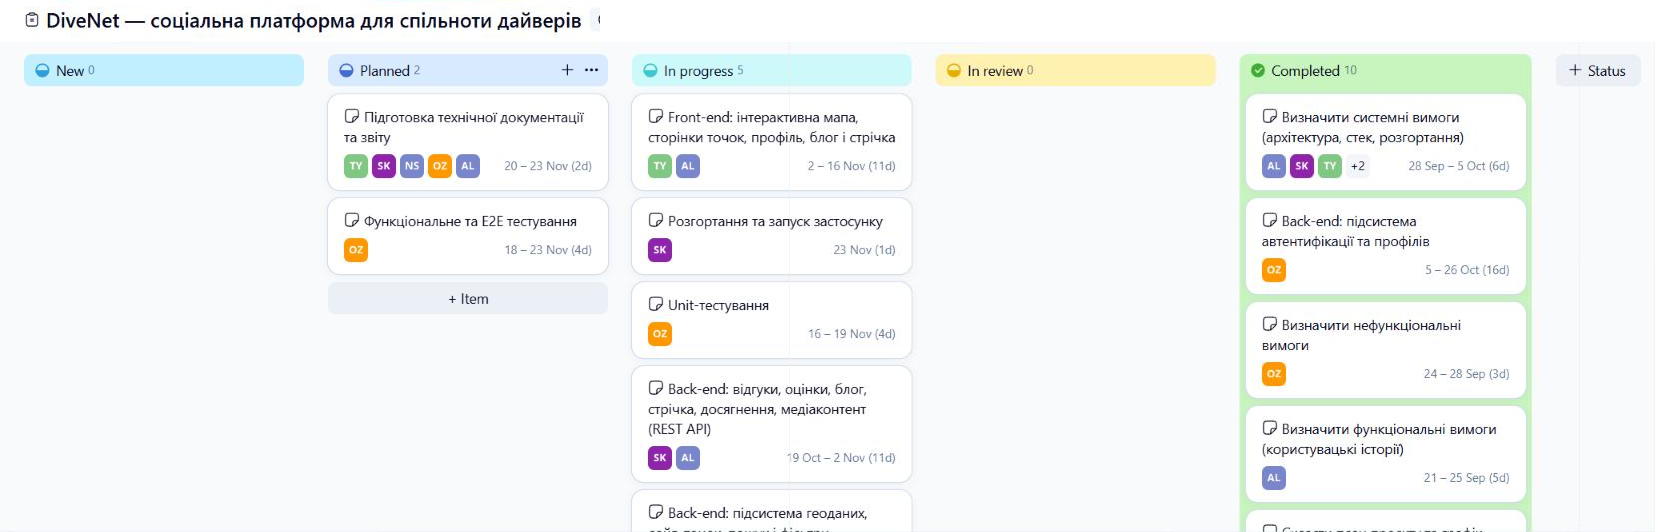 DiveNet — соціальна платформа для спільноти дайверів
New 0
Planned 2
Підготовка технічної документації
та звіту
TY SK NS OZ AL 20 – 23 Nov (2d)
Функціональне та E2E тестування
OZ 18 – 23 Nov (4d)
+ Item
In progress 5
Front-end: інтерактивна мапа,
сторінки точок, профіль, блог і стрічка
TY AL 2 – 16 Nov (11d)
Розгортання та запуск застосунку
SK 23 Nov (1d)
Unit-тестування
OZ 16 – 19 Nov (4d)
Back-end: відгуки, оцінки, блог,
стрічка, досягнення, медіаконтент
(REST API)
SK AL 19 Oct – 2 Nov (11d)
Back-end: підсистема геоданих,
In review 0
Completed 10
Визначити системні вимоги
(архітектура, стек, розгортання)
AL SK TY +2 28 Sep – 5 Oct (6d)
Back-end: підсистема
автентифікації та профілів
OZ 5 – 26 Oct (16d)
Визначити нефункціональні
вимоги
OZ 24 – 28 Sep (3d)
Визначити функціональні вимоги
(користувацькі історії)
AL 21 – 25 Sep (5d)
+ Status